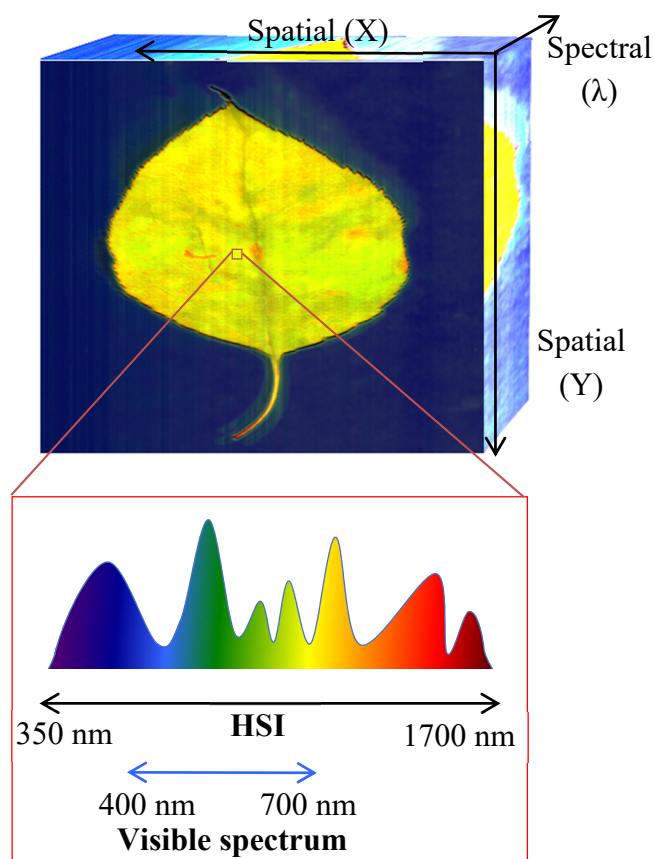 Spatial (X)
Spectral
(λ)
Spatial
(Y)
350 nm
HSI
1700 nm
400 nm
700 nm
Visible spectrum